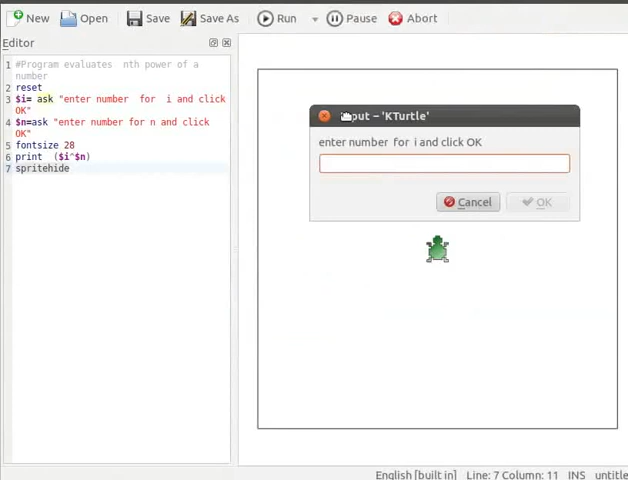 New Open Save Save As Run Pause Abort
Editor
1 #Program evaluates nth power of a
number
2 reset
3 $i= ask "enter number for i and click
OK"
4 $n=ask "enter number for n and click
OK"
5 fontsize 28
6 print ($i^$n)
7 spritehide
– 'KTurtle'
enter number for i and click OK
Cancel OK
English [built in] Line: 7 Column: 11 INS